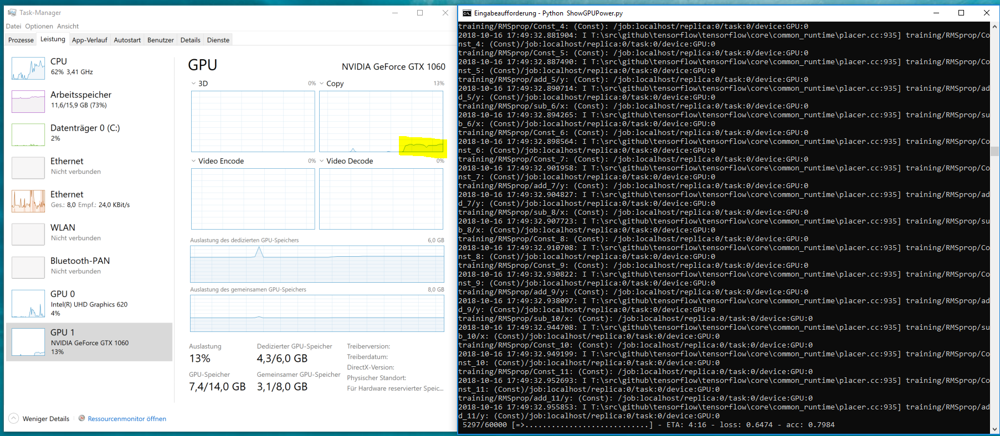 Task-Manager
Datei Optionen Ansicht
Prozesse Leistung App-Verlauf Autostart Benutzer Details Dienste
CPU
62% 3,41 GHz
Arbeitsspeicher
11,6/15,9 GB (73%)
Datenträger 0 (C:)
2%
Ethernet
Nicht verbunden
Ethernet
Ges.: 8,0 Empf.: 24,0 KBit/s
WLAN
Nicht verbunden
Bluetooth-PAN
Nicht verbunden
GPU 0
Intel(R) UHD Graphics 620
4%
GPU 1
NVIDIA GeForce GTX 1060
13%
GPU
NVIDIA GeForce GTX 1060
3D 0%
Copy 13%
Video Encode 0%
Video Decode 0%
Auslastung des dedizierten GPU-Speichers 6,0 GB
Auslastung des gemeinsamen GPU-Speichers 8,0 GB
Auslastung
13%
Dedizierter GPU-Speicher
4,3/6,0 GB
GPU-Speicher
7,4/14,0 GB
Gemeinsamer GPU-Speicher
3,1/8,0 GB
Treiberversion:
Treiberdatum:
DirectX-Version:
Physischer Standort:
Für Hardware reservierter Speic...
Weniger Details
Ressourcenmonitor öffnen
Eingabeaufforderung - Python ShowGPUPower.py
training/RMSprop/Const_4: (Const): /job:localhost/replica:0/task:0/device:GPU:0
2018-10-16 17:49:32.881904: I T:\src\github\tensorflow\tensorflow\core\common_runtime\placer.cc:935] training/RMSprop/Co
nst_4: (Const)/job:localhost/replica:0/task:0/device:GPU:0
training/RMSprop/Const_5: (Const): /job:localhost/replica:0/task:0/device:GPU:0
2018-10-16 17:49:32.887490: I T:\src\github\tensorflow\tensorflow\core\common_runtime\placer.cc:935] training/RMSprop/Co
nst_5: (Const)/job:localhost/replica:0/task:0/device:GPU:0
training/RMSprop/add_5/y: (Const): /job:localhost/replica:0/task:0/device:GPU:0
2018-10-16 17:49:32.890714: I T:\src\github\tensorflow\tensorflow\core\common_runtime\placer.cc:935] training/RMSprop/ad
d_5/y: (Const)/job:localhost/replica:0/task:0/device:GPU:0
training/RMSprop/sub_6/x: (Const): /job:localhost/replica:0/task:0/device:GPU:0
2018-10-16 17:49:32.894265: I T:\src\github\tensorflow\tensorflow\core\common_runtime\placer.cc:935] training/RMSprop/su
b_6/x: (Const)/job:localhost/replica:0/task:0/device:GPU:0
training/RMSprop/Const_6: (Const): /job:localhost/replica:0/task:0/device:GPU:0
2018-10-16 17:49:32.898564: I T:\src\github\tensorflow\tensorflow\core\common_runtime\placer.cc:935] training/RMSprop/Co
nst_6: (Const)/job:localhost/replica:0/task:0/device:GPU:0
training/RMSprop/Const_7: (Const): /job:localhost/replica:0/task:0/device:GPU:0
2018-10-16 17:49:32.901958: I T:\src\github\tensorflow\tensorflow\core\common_runtime\placer.cc:935] training/RMSprop/Co
nst_7: (Const)/job:localhost/replica:0/task:0/device:GPU:0
training/RMSprop/add_7/y: (Const): /job:localhost/replica:0/task:0/device:GPU:0
2018-10-16 17:49:32.904827: I T:\src\github\tensorflow\tensorflow\core\common_runtime\placer.cc:935] training/RMSprop/ad
d_7/y: (Const)/job:localhost/replica:0/task:0/device:GPU:0
training/RMSprop/sub_8/x: (Const): /job:localhost/replica:0/task:0/device:GPU:0
2018-10-16 17:49:32.907723: I T:\src\github\tensorflow\tensorflow\core\common_runtime\placer.cc:935] training/RMSprop/su
b_8/x: (Const)/job:localhost/replica:0/task:0/device:GPU:0
training/RMSprop/Const_8: (Const): /job:localhost/replica:0/task:0/device:GPU:0
2018-10-16 17:49:32.910708: I T:\src\github\tensorflow\tensorflow\core\common_runtime\placer.cc:935] training/RMSprop/Co
nst_8: (Const)/job:localhost/replica:0/task:0/device:GPU:0
training/RMSprop/Const_9: (Const): /job:localhost/replica:0/task:0/device:GPU:0
2018-10-16 17:49:32.930822: I T:\src\github\tensorflow\tensorflow\core\common_runtime\placer.cc:935] training/RMSprop/Co
nst_9: (Const)/job:localhost/replica:0/task:0/device:GPU:0
training/RMSprop/add_9/y: (Const): /job:localhost/replica:0/task:0/device:GPU:0
2018-10-16 17:49:32.938097: I T:\src\github\tensorflow\tensorflow\core\common_runtime\placer.cc:935] training/RMSprop/ad
d_9/y: (Const)/job:localhost/replica:0/task:0/device:GPU:0
training/RMSprop/sub_10/x: (Const): /job:localhost/replica:0/task:0/device:GPU:0
2018-10-16 17:49:32.944708: I T:\src\github\tensorflow\tensorflow\core\common_runtime\placer.cc:935] training/RMSprop/su
b_10/x: (Const)/job:localhost/replica:0/task:0/device:GPU:0
training/RMSprop/Const_10: (Const): /job:localhost/replica:0/task:0/device:GPU:0
2018-10-16 17:49:32.949199: I T:\src\github\tensorflow\tensorflow\core\common_runtime\placer.cc:935] training/RMSprop/Co
nst_10: (Const)/job:localhost/replica:0/task:0/device:GPU:0
training/RMSprop/Const_11: (Const): /job:localhost/replica:0/task:0/device:GPU:0
2018-10-16 17:49:32.952693: I T:\src\github\tensorflow\tensorflow\core\common_runtime\placer.cc:935] training/RMSprop/Co
nst_11: (Const)/job:localhost/replica:0/task:0/device:GPU:0
training/RMSprop/add_11/y: (Const): /job:localhost/replica:0/task:0/device:GPU:0
2018-10-16 17:49:32.955853: I T:\src\github\tensorflow\tensorflow\core\common_runtime\placer.cc:935] training/RMSprop/ad
d_11/y: (Const)/job:localhost/replica:0/task:0/device:GPU:0
5297/60000 [=>............................] - ETA: 4:16 - loss: 0.6474 - acc: 0.7984